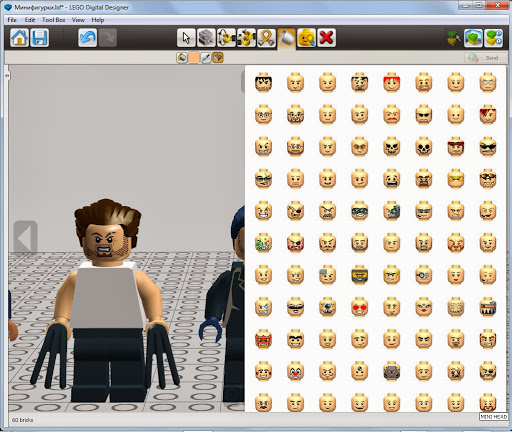 Минифигурки.lxf* - LEGO Digital Designer
File Edit Tool Box View Help
Send
60 bricks
MINI HEAD